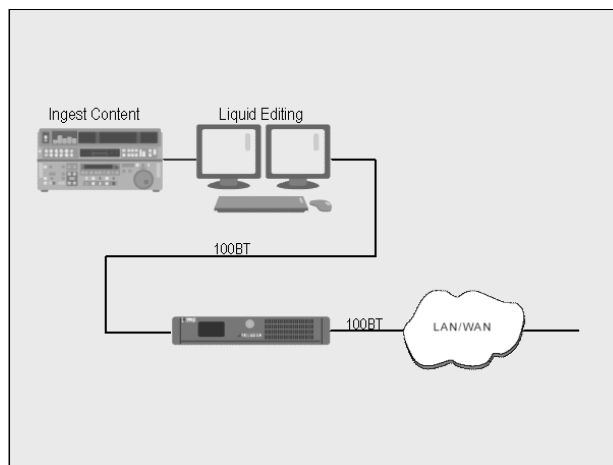 Ingest Content
Liquid Editing
100BT
100BT
LAN/WAN